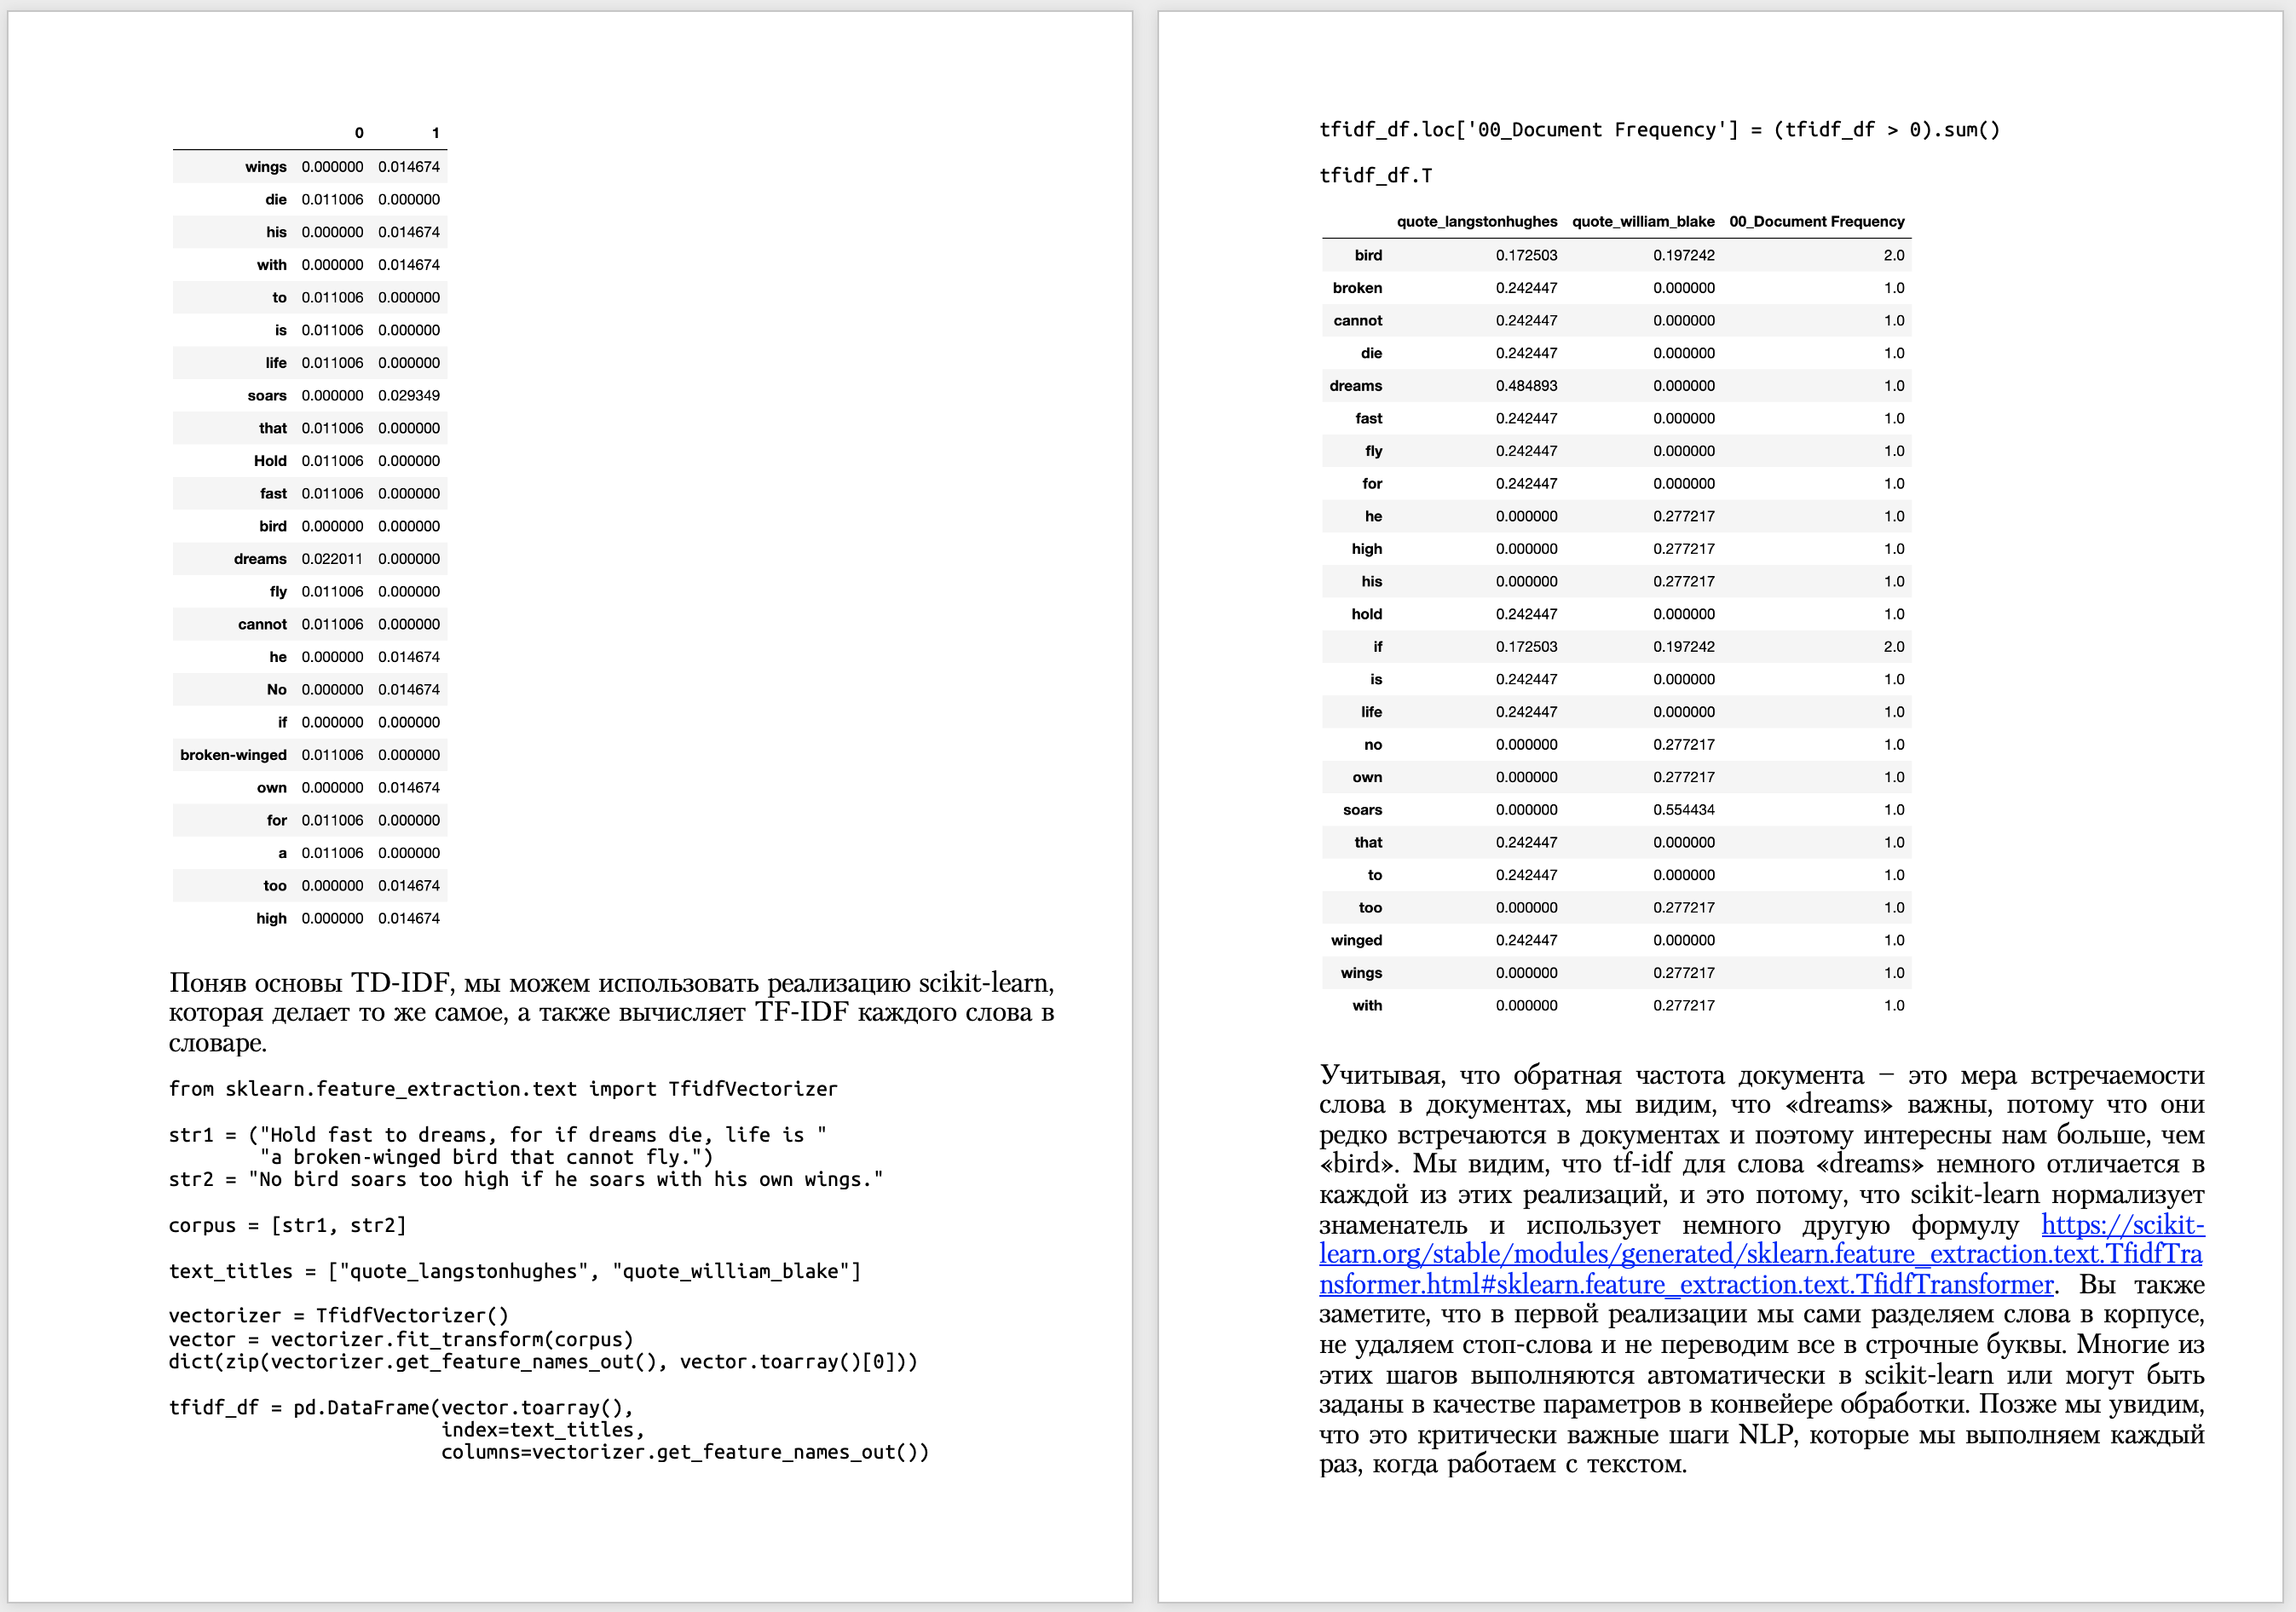 0 1
wings 0.000000 0.014674
die 0.011006 0.000000
his 0.000000 0.014674
with 0.000000 0.014674
to 0.011006 0.000000
is 0.011006 0.000000
life 0.011006 0.000000
soars 0.000000 0.029349
that 0.011006 0.000000
Hold 0.011006 0.000000
fast 0.011006 0.000000
bird 0.000000 0.000000
dreams 0.022011 0.000000
fly 0.011006 0.000000
cannot 0.011006 0.000000
he 0.000000 0.014674
No 0.000000 0.014674
if 0.000000 0.000000
broken-winged 0.011006 0.000000
own 0.000000 0.014674
for 0.011006 0.000000
a 0.011006 0.000000
too 0.000000 0.014674
high 0.000000 0.014674
Поняв основы TD-IDF, мы можем использовать реализацию scikit-learn,
которая делает то же самое, а также вычисляет TF-IDF каждого слова в
словаре.
from sklearn.feature_extraction.text import TfidfVectorizer
str1 = ("Hold fast to dreams, for if dreams die, life is "
"a broken-winged bird that cannot fly.")
str2 = "No bird soars too high if he soars with his own wings."
corpus = [str1, str2]
text_titles = ["quote_langstonhughes", "quote_william_blake"]
vectorizer = TfidfVectorizer()
vector = vectorizer.fit_transform(corpus)
dict(zip(vectorizer.get_feature_names_out(), vector.toarray()[0]))
tfidf_df = pd.DataFrame(vector.toarray(),
index=text_titles,
columns=vectorizer.get_feature_names_out())
tfidf_df.loc['00_Document Frequency'] = (tfidf_df > 0).sum()
tfidf_df.T
quote_langstonhughes quote_william_blake 00_Document Frequency
bird 0.172503 0.197242 2.0
broken 0.242447 0.000000 1.0
cannot 0.242447 0.000000 1.0
die 0.242447 0.000000 1.0
dreams 0.484893 0.000000 1.0
fast 0.242447 0.000000 1.0
fly 0.242447 0.000000 1.0
for 0.242447 0.000000 1.0
he 0.000000 0.277217 1.0
high 0.000000 0.277217 1.0
his 0.000000 0.277217 1.0
hold 0.242447 0.000000 1.0
if 0.172503 0.197242 2.0
is 0.242447 0.000000 1.0
life 0.242447 0.000000 1.0
no 0.000000 0.277217 1.0
own 0.000000 0.277217 1.0
soars 0.000000 0.554434 1.0
that 0.242447 0.000000 1.0
to 0.242447 0.000000 1.0
too 0.000000 0.277217 1.0
winged 0.242447 0.000000 1.0
wings 0.000000 0.277217 1.0
with 0.000000 0.277217 1.0
Учитывая, что обратная частота документа – это мера встречаемости
слова в документах, мы видим, что «dreams» важны, потому что они
редко встречаются в документах и поэтому интересны нам больше, чем
«bird». Мы видим, что tf-idf для слова «dreams» немного отличается в
каждой из этих реализаций, и это потому, что scikit-learn нормализует
знаменатель и использует немного другую формулу https://scikit-
learn.org/stable/modules/generated/sklearn.feature_extraction.text.TfidfTra
nsformer.html#sklearn.feature_extraction.text.TfidfTransformer. Вы также
заметите, что в первой реализации мы сами разделяем слова в корпусе,
не удаляем стоп-слова и не переводим все в строчные буквы. Многие из
этих шагов выполняются автоматически в scikit-learn или могут быть
заданы в качестве параметров в конвейере обработки. Позже мы увидим,
что это критически важные шаги NLP, которые мы выполняем каждый
раз, когда работаем с текстом.